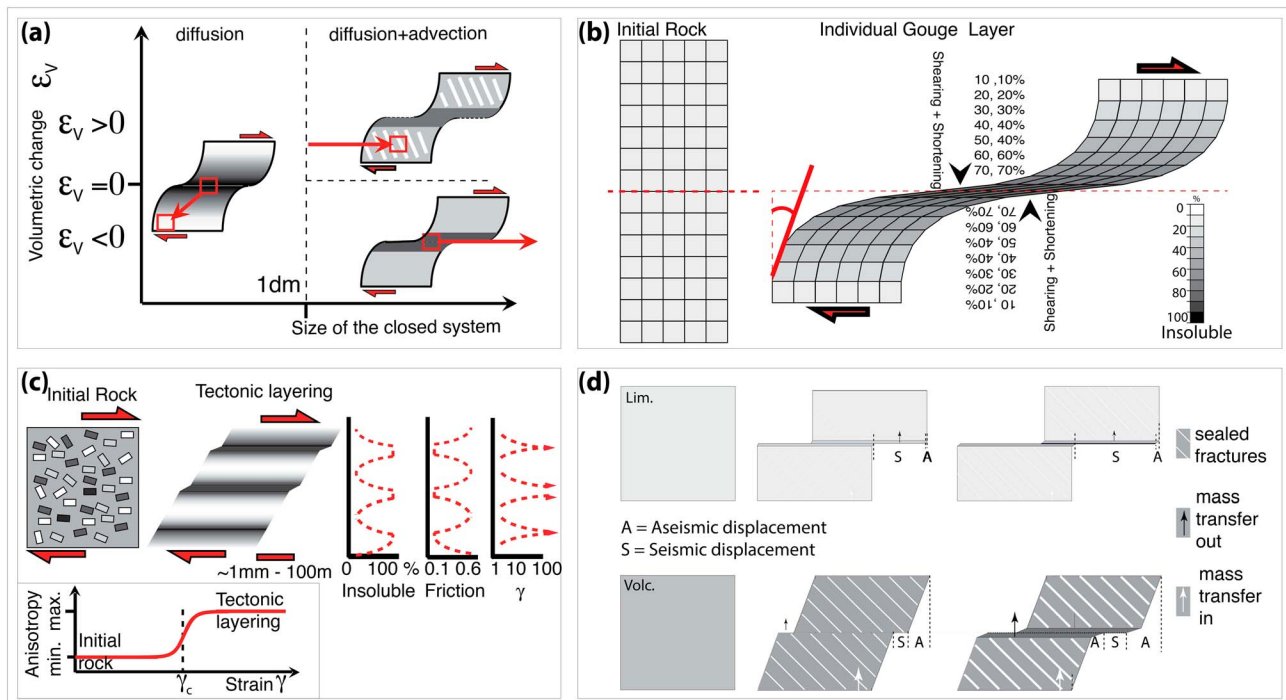 (a)
diffusion
diffusion+advection
Volumetric change
εV
εV >0
εV =0
εV <0
1dm
Size of the closed system
(b)
Initial Rock
Individual Gouge Layer
Shearing + Shortening
10 ,10%
20, 20%
30, 30%
40, 40%
50, 40%
60, 60%
70, 70%
70, 70%
60, 60%
50, 40%
40, 40%
30, 30%
20, 20%
10, 10%
Shearing + Shortening
%
0
20
40
60
80
100
Insoluble
(c)
Initial Rock
Tectonic layering
~1mm - 100m
0 100 %
Insoluble
0.1 0.6
Friction
1 10 100
γ
Anisotropy
min. max.
Initial
rock
Tectonic
layering
γc
Strain γ
(d)
Lim.
S
A
S
A
sealed
fractures
A = Aseismic displacement
S = Seismic displacement
mass
transfer
out
Volc.
S
A
A
S
A
mass
transfer
in